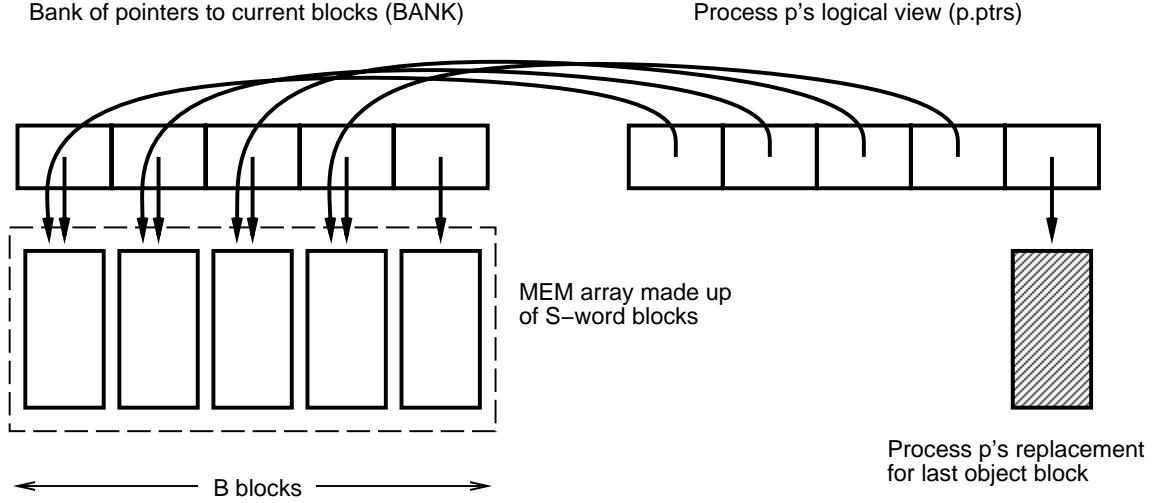 Bank of pointers to current blocks (BANK)
Process p's logical view (p.ptrs)
MEM array made up
of S−word blocks
Process p's replacement
for last object block
B blocks